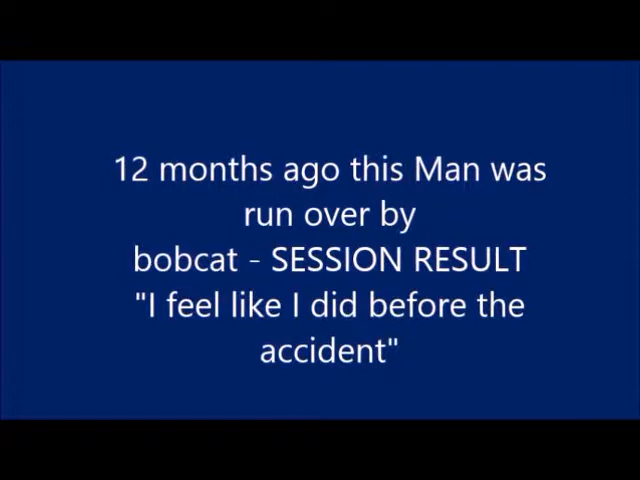 12 months ago this Man was
run over by
bobcat - SESSION RESULT
"I feel like I did before the
accident"